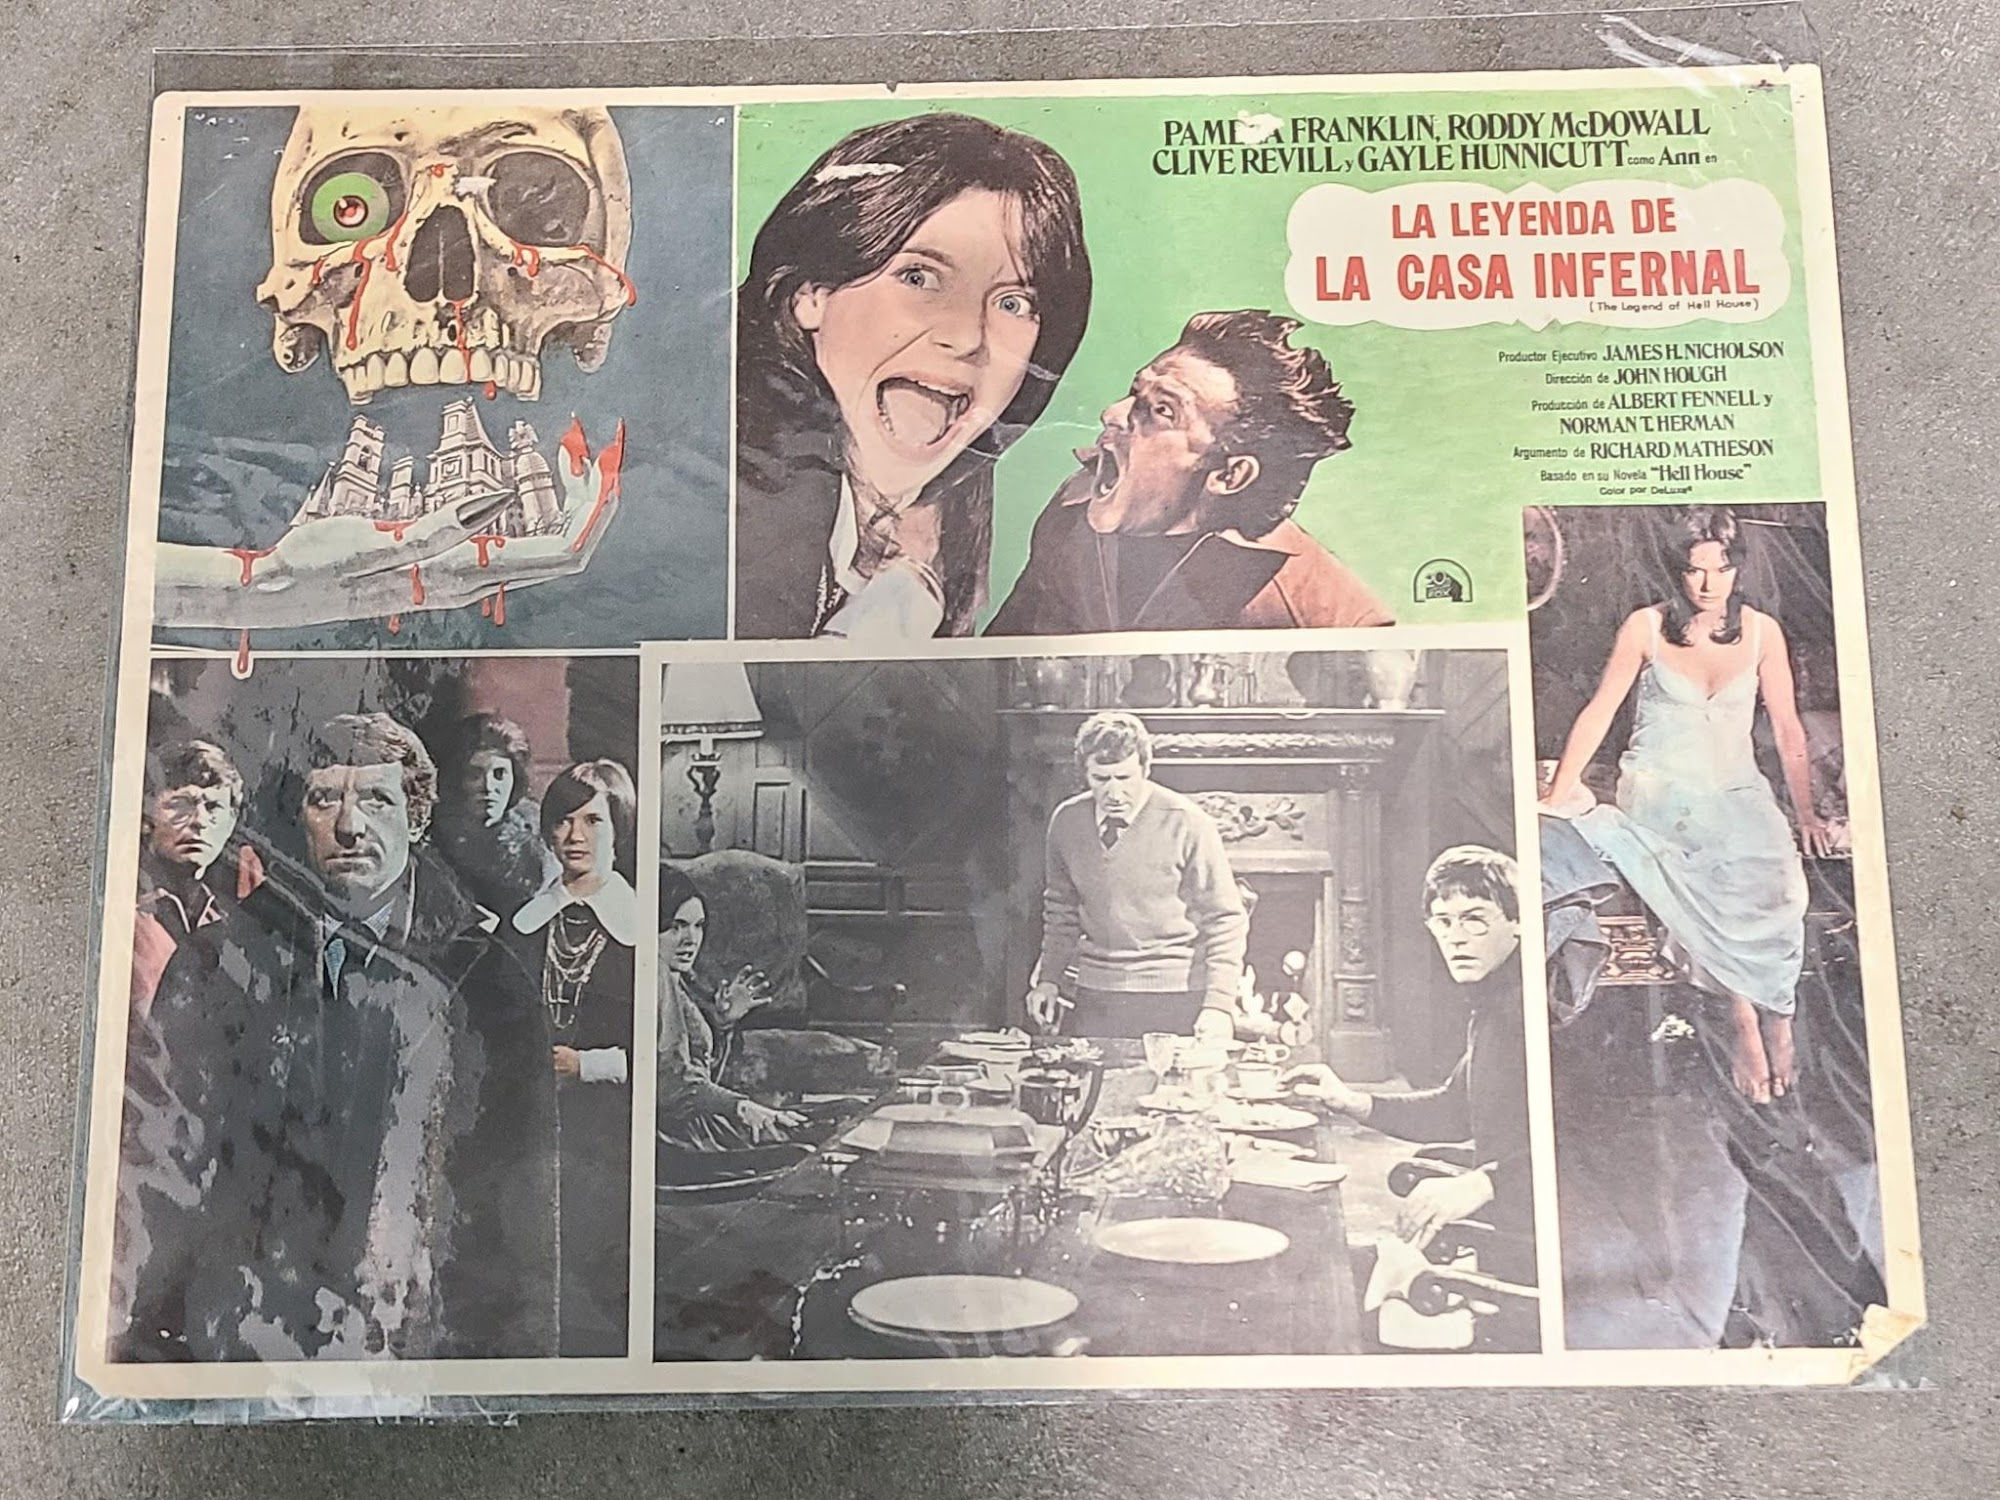 PAMELA FRANKLIN, RODDY McDOWALL
CLIVE REVILL y GAYLE HUNNICUTT como Ann en
LA LEYENDA DE
LA CASA INFERNAL
(The Legend of Hell House)
Productor Ejecutivo JAMES H. NICHOLSON
Dirección de JOHN HOUGH
Producción de ALBERT FENNELL y
NORMAN T. HERMAN
Argumento de RICHARD MATHESON
Basado en su Novela "Hell House"
Color por DeLuxe®
20
FOX